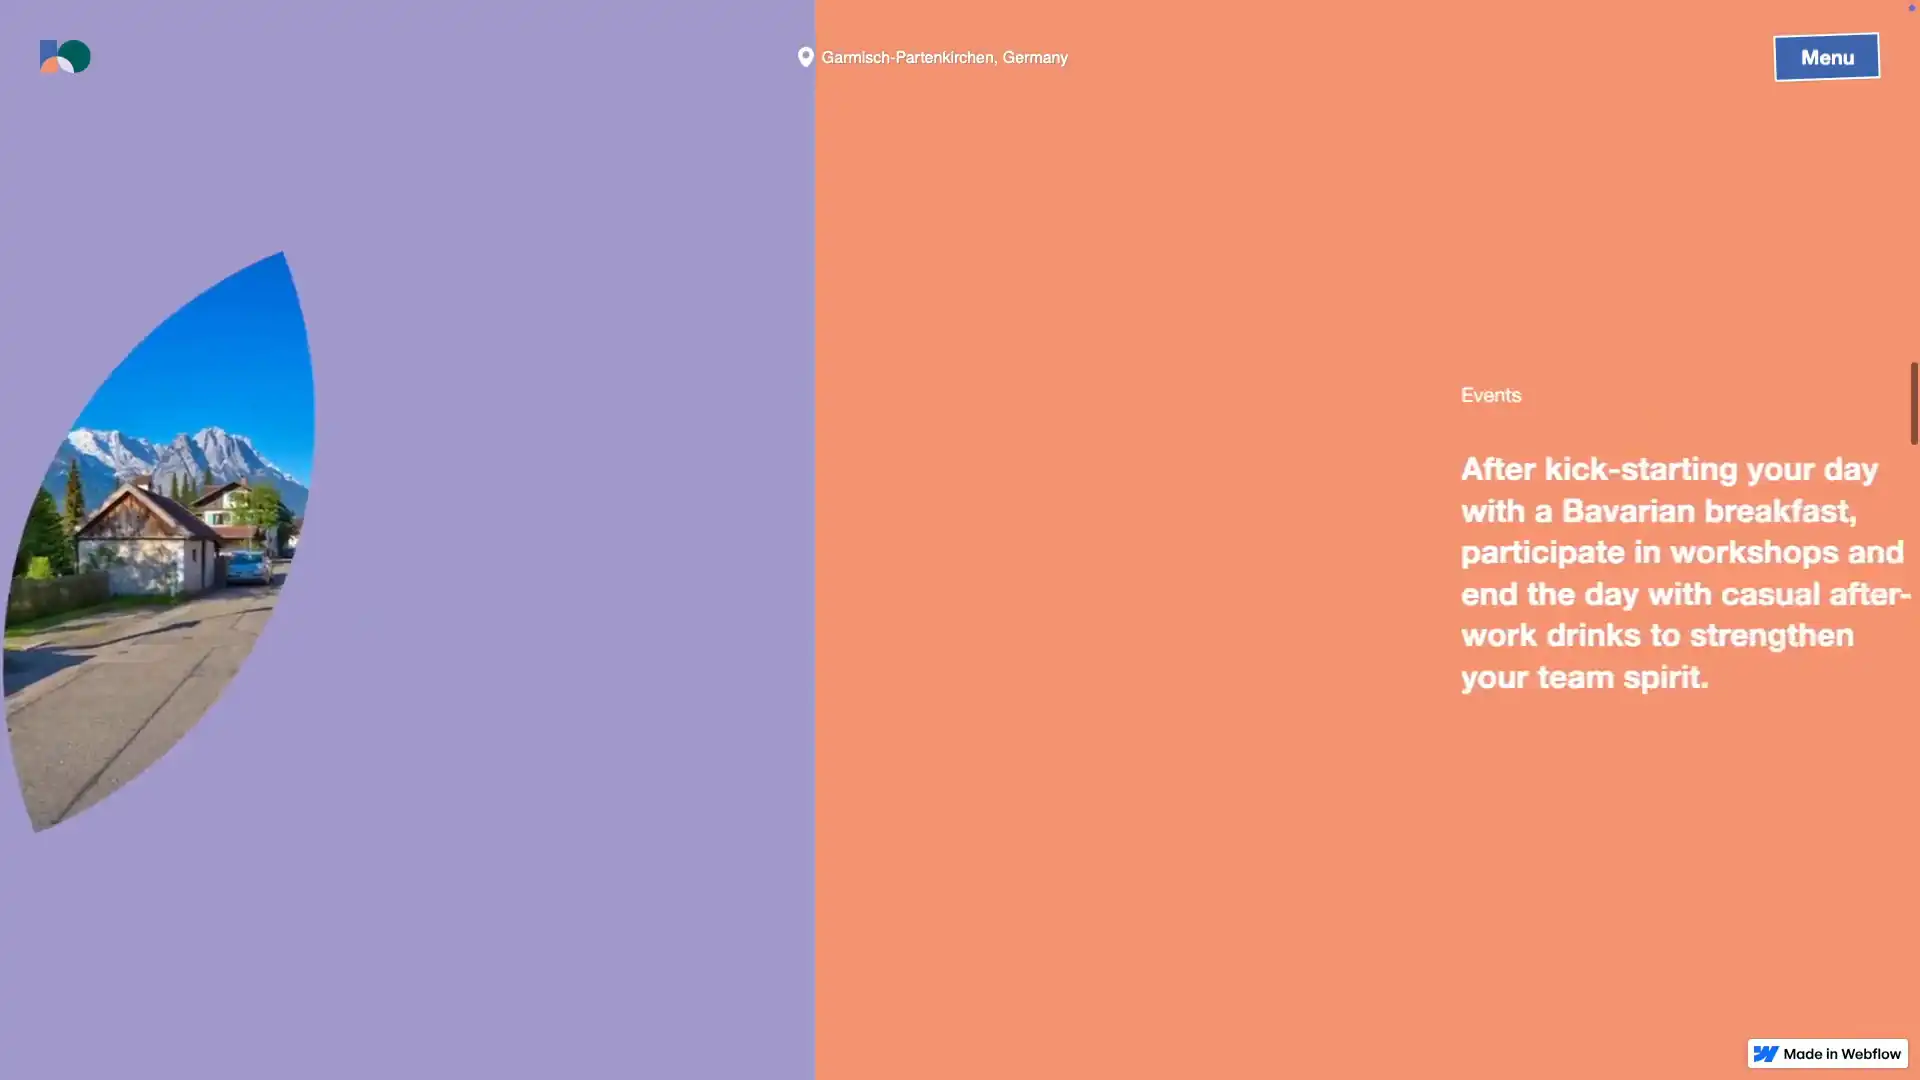 Garmisch-Partenkirchen, Germany
Menu
Events
After kick-starting your day
with a Bavarian breakfast,
participate in workshops and
end the day with casual after-
work drinks to strengthen
your team spirit.
Made in Webflow